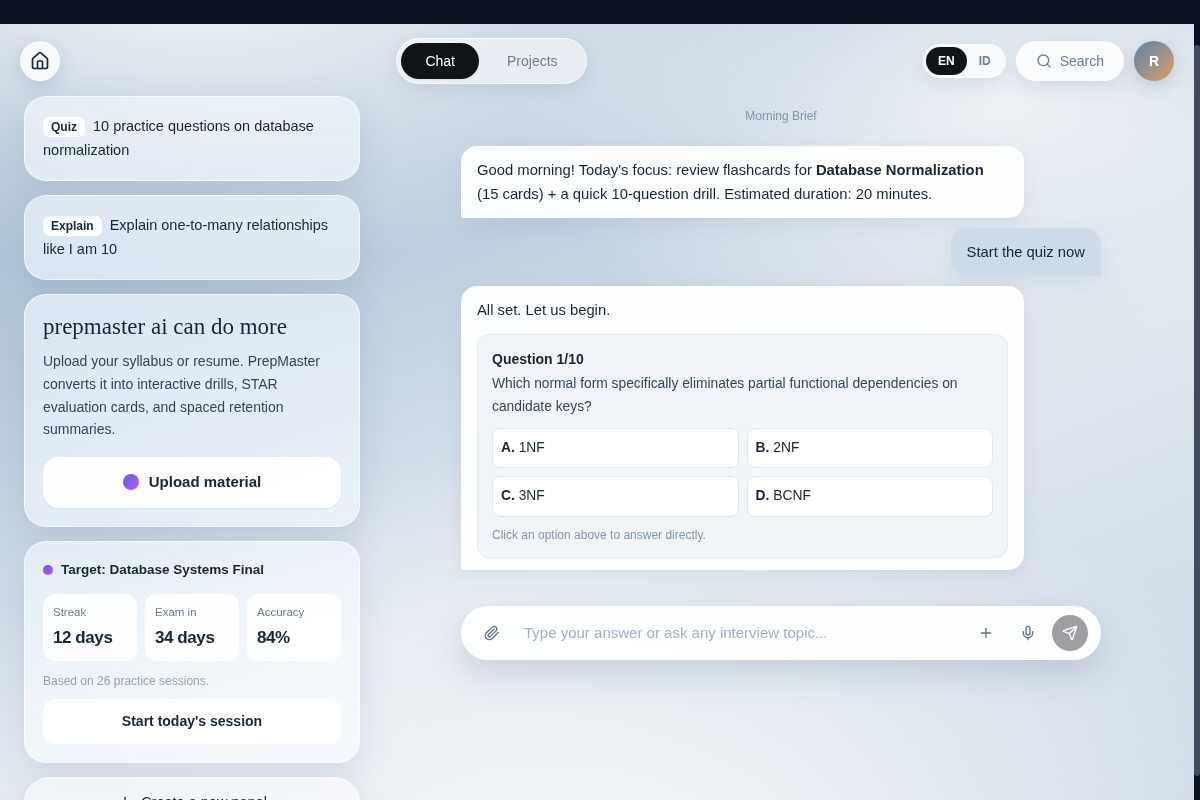 Chat
Projects
EN
ID
Search
R
Quiz 10 practice questions on database
normalization
Explain Explain one-to-many relationships
like I am 10
prepmaster ai can do more
Upload your syllabus or resume. PrepMaster
converts it into interactive drills, STAR
evaluation cards, and spaced retention
summaries.
Upload material
Target: Database Systems Final
Streak
12 days
Exam in
34 days
Accuracy
84%
Based on 26 practice sessions.
Start today's session
Create a new panel
Morning Brief
Good morning! Today's focus: review flashcards for Database Normalization
(15 cards) + a quick 10-question drill. Estimated duration: 20 minutes.
Start the quiz now
All set. Let us begin.
Question 1/10
Which normal form specifically eliminates partial functional dependencies on
candidate keys?
A. 1NF
B. 2NF
C. 3NF
D. BCNF
Click an option above to answer directly.
Type your answer or ask any interview topic...